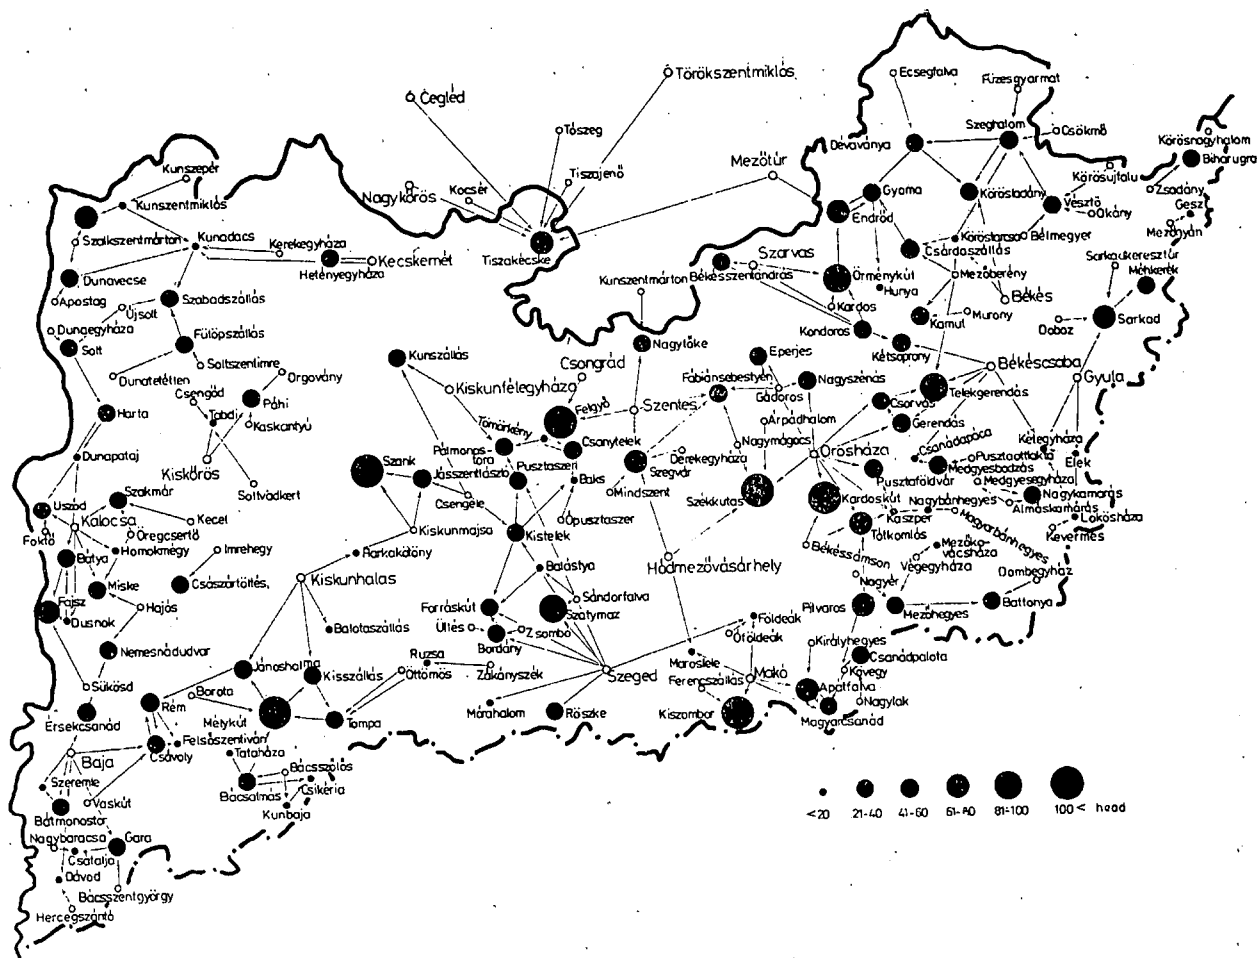 Törökszentmiklós
Cegléd
Tószeg
Tiszajenő
Nagykőrös
Kocsér
Mezőtúr
Tiszakécske
Ecsegfalva
Füzesgyarmat
Szeghalom
Csökmő
Dévaványa
Körösnagyharsány
Biharugra
Körösújfalu
Zsadány
Gesz
Vésztő
Okány
Mezőgyán
Gyoma
Körösladány
Endrőd
Köröstarcsa
Bélmegyer
Csárdaszállás
Sarkadkeresztúr
Méhkerék
Kunszepér
Kunszentmiklós
Szalkszentmárton
Kunadacs
Kerekegyháza
Kecskemét
Hetényegyháza
Dunavecse
Apostag
Újsolt
Szabadszállás
Dunaegyháza
Solt
Fülöpszállás
Soltszentimre
Dunatetétlen
Orgovány
Csengőd
Tabdi
Páhi
Kaskantyú
Harta
Dunapataj
Kiskőrös
Soltvadkert
Szarvas
Kunszentmárton
Békésszentandrás
Örménykút
Hunya
Mezőberény
Békés
Kardos
Kondoros
Kamut
Murony
Doboz
Sarkad
Kétsoprony
Békéscsaba
Gyula
Nagytőke
Kunszállás
Csongrád
Eperjes
Kiskunfélegyháza
Fábiánsebestyén
Nagyszénás
Gádoros
Telekgerendás
Felgyő
Szentes
Csorvás
Gerendás
Árpádhalom
Tömörkény
Csanytelek
Nagymágocs
Orosháza
Csanádapáca
Kétegyháza
Elek
Pálmonostora
Pusztaszeri
Szegvár
Derekegyháza
Pusztaottlaka
Medgyesbodzás
Medgyesegyháza
Szank
Jászszentlászló
Baks
Mindszent
Székkutas
Pusztaföldvár
Nagykamarás
Almáskamárás
Csengele
Kiskunmajsa
Ópusztaszer
Kardoskút
Nagybánhegyes
Kaszper
Magyarbánhegyes
Lőkösháza
Kevermes
Uszód
Szakmár
Kalocsa
Kecel
Öregcsertő
Foktő
Homokmégy
Imrehegy
Bátya
Miske
Császártöltés
Fajsz
Dusnok
Hajós
Nemesnádudvar
Harkakötöny
Kiskunhalas
Kistelek
Balástya
Hódmezővásárhely
Békéssámson
Tótkomlós
Mezőkovácsháza
Végegyháza
Dombegyház
Nagyér
Pitvaros
Mezőhegyes
Battonya
Forráskút
Sándorfalva
Szatymaz
Földeák
Óföldeák
Üllés
Zsombó
Bordány
Balotaszállás
Ruzsa
Öttömös
Zákányszék
Szeged
Maroslele
Makó
Ferencszállás
Királyhegyes
Csanádpalota
Kövegy
Nagylak
Apátfalva
Magyarcsanád
Kiszombor
Mórahalom
Röszke
Jánoshalma
Kisszállás
Sükösd
Érsekcsanád
Rém
Borota
Mélykút
Tompa
Felsőszentiván
Csávoly
Tataháza
Baja
Szeremle
Vaskút
Bácsalmás
Bácsszőlős
Csikéria
Kunbaja
Bátmonostor
Nagybaracsa
Gara
Csátalja
Dávod
Bácsszentgyörgy
Hercegszántó
<20 21-40 41-60 61-80 81-100 100< head